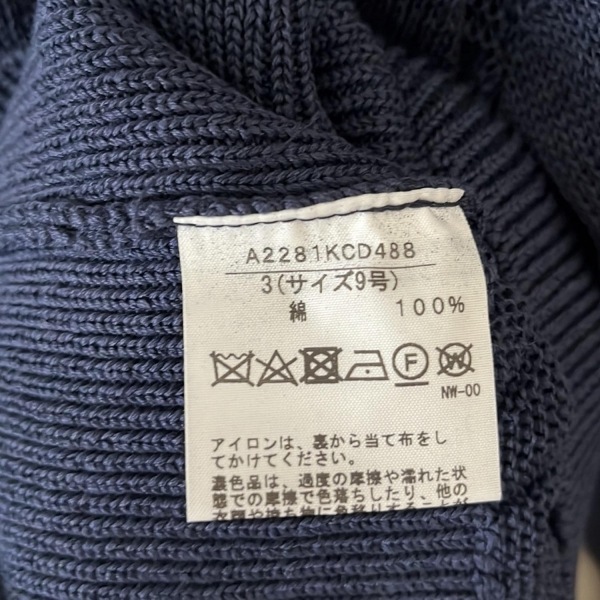 A2281KCD488
3(サイズ9号)
綿 100%
F W
NW-00
アイロンは、裏から当て布をし
てかけてください。
濃色品は、過度の摩擦や濡れた状
態での摩擦で色落ちしたり、他の